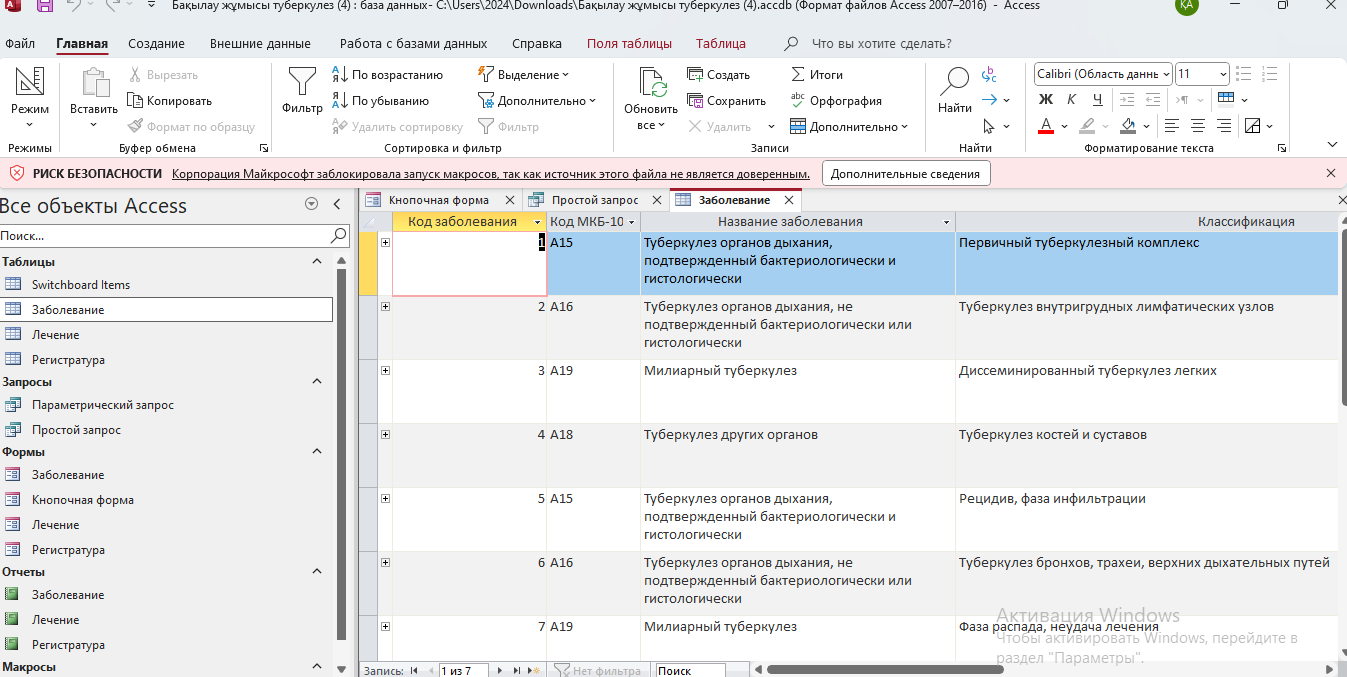 Бақылау жұмысы туберкулез (4) : база данных- C:\Users\2024\Downloads\Бақылау жұмысы туберкулез (4).accdb (Формат файлов Access 2007–2016) - Access
ҚА
Файл Главная Создание Внешние данные Работа с базами данных Справка Поля таблицы Таблица Что вы хотите сделать?
Режим
Вставить
Вырезать
Копировать
Формат по образцу
Фильтр
По возрастанию
По убыванию
Удалить сортировку
Выделение
Дополнительно
Фильтр
Обновить
все
Создать
Сохранить
Удалить
Итоги
Орфография
Дополнительно
Найти
Calibri (Область данны
11
Ж К Ч
А
Режимы Буфер обмена Сортировка и фильтр Записи Найти Форматирование текста
РИСК БЕЗОПАСНОСТИ Корпорация Майкрософт заблокировала запуск макросов, так как источник этого файла не является доверенным. Дополнительные сведения
Все объекты Access
Поиск...
Таблицы
Switchboard Items
Заболевание
Лечение
Регистратура
Запросы
Параметрический запрос
Простой запрос
Формы
Заболевание
Кнопочная форма
Лечение
Регистратура
Отчеты
Заболевание
Лечение
Регистратура
Макросы
Кнопочная форма Простой запрос Заболевание
Код заболевания Код МКБ-10 Название заболевания Классификация
1 A15 Туберкулез органов дыхания, Первичный туберкулезный комплекс
подтвержденный бактериологически и
гистологически
2 A16 Туберкулез органов дыхания, не Туберкулез внутригрудных лимфатических узлов
подтвержденный бактериологически или
гистологически
3 A19 Милиарный туберкулез Диссеминированный туберкулез легких
4 A18 Туберкулез других органов Туберкулез костей и суставов
5 A15 Туберкулез органов дыхания, Рецидив, фаза инфильтрации
подтвержденный бактериологически и
гистологически
6 A16 Туберкулез органов дыхания, не Туберкулез бронхов, трахеи, верхних дыхательных путей
подтвержденный бактериологически или
гистологически
7 A19 Милиарный туберкулез Фаза распада, неудача лечения
Активация Windows
Чтобы активировать Windows, перейдите в
раздел "Параметры".
Запись: 1 из 7 Нет фильтра Поиск